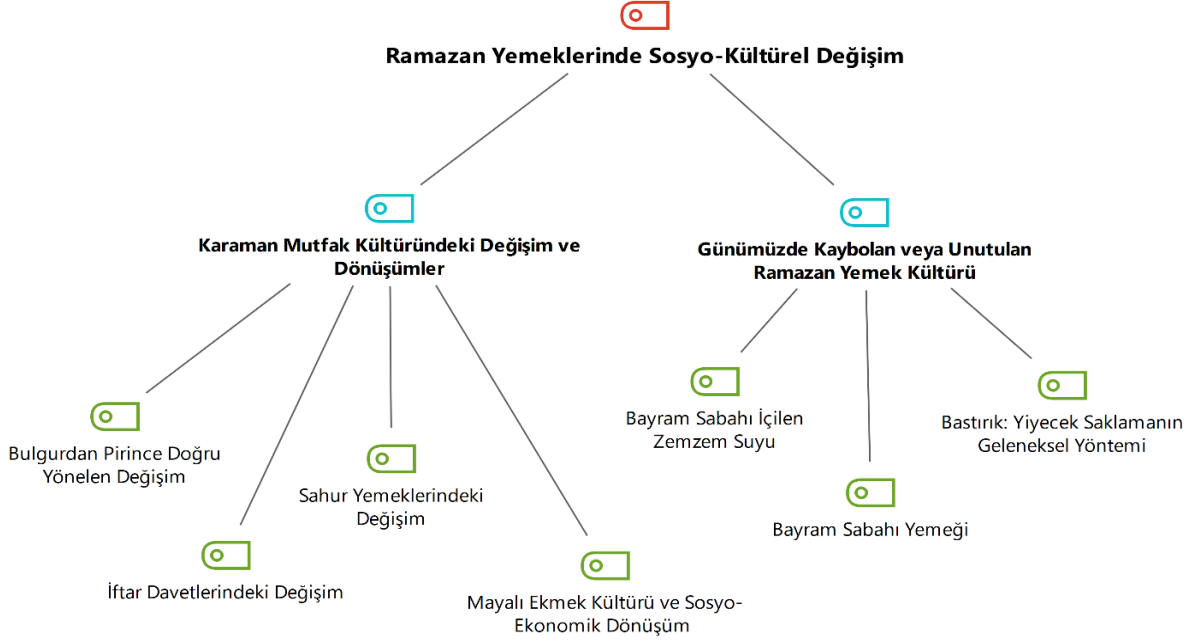 Ramazan Yemeklerinde Sosyo-Kültürel Değişim
Karaman Mutfak Kültüründeki Değişim ve
Dönüşümler
Günümüzde Kaybolan veya Unutulan
Ramazan Yemek Kültürü
Bulgurdan Pirince Doğru
Yönelen Değişim
İftar Davetlerindeki Değişim
Sahur Yemeklerindeki
Değişim
Mayalı Ekmek Kültürü ve Sosyo-
Ekonomik Dönüşüm
Bayram Sabahı İçilen
Zemzem Suyu
Bayram Sabahı Yemeği
Bastırık: Yiyecek Saklamanın
Geleneksel Yöntemi